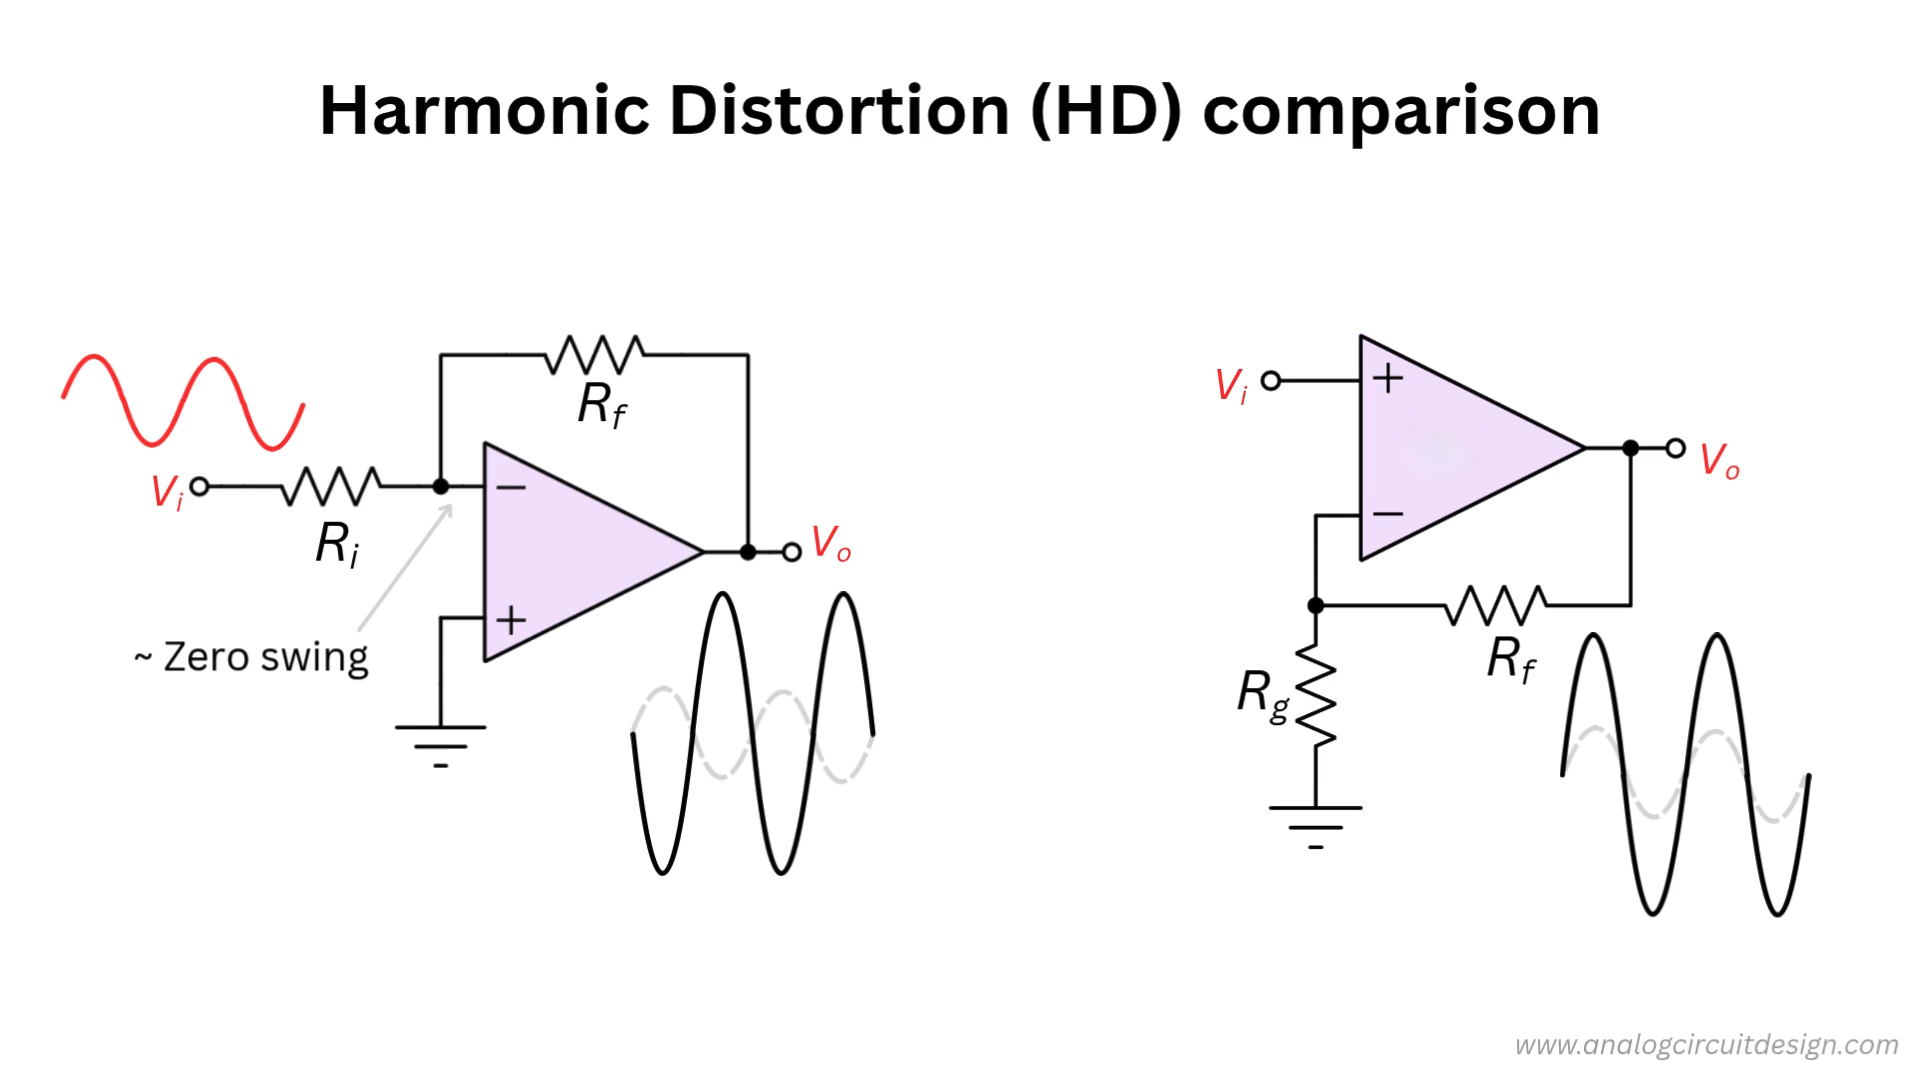 Harmonic Distortion (HD) comparison
Rf
Vi
Ri
−
+
Vo
~ Zero swing
Vi
+
−
Vo
Rf
Rg
www.analogcircuitdesign.com